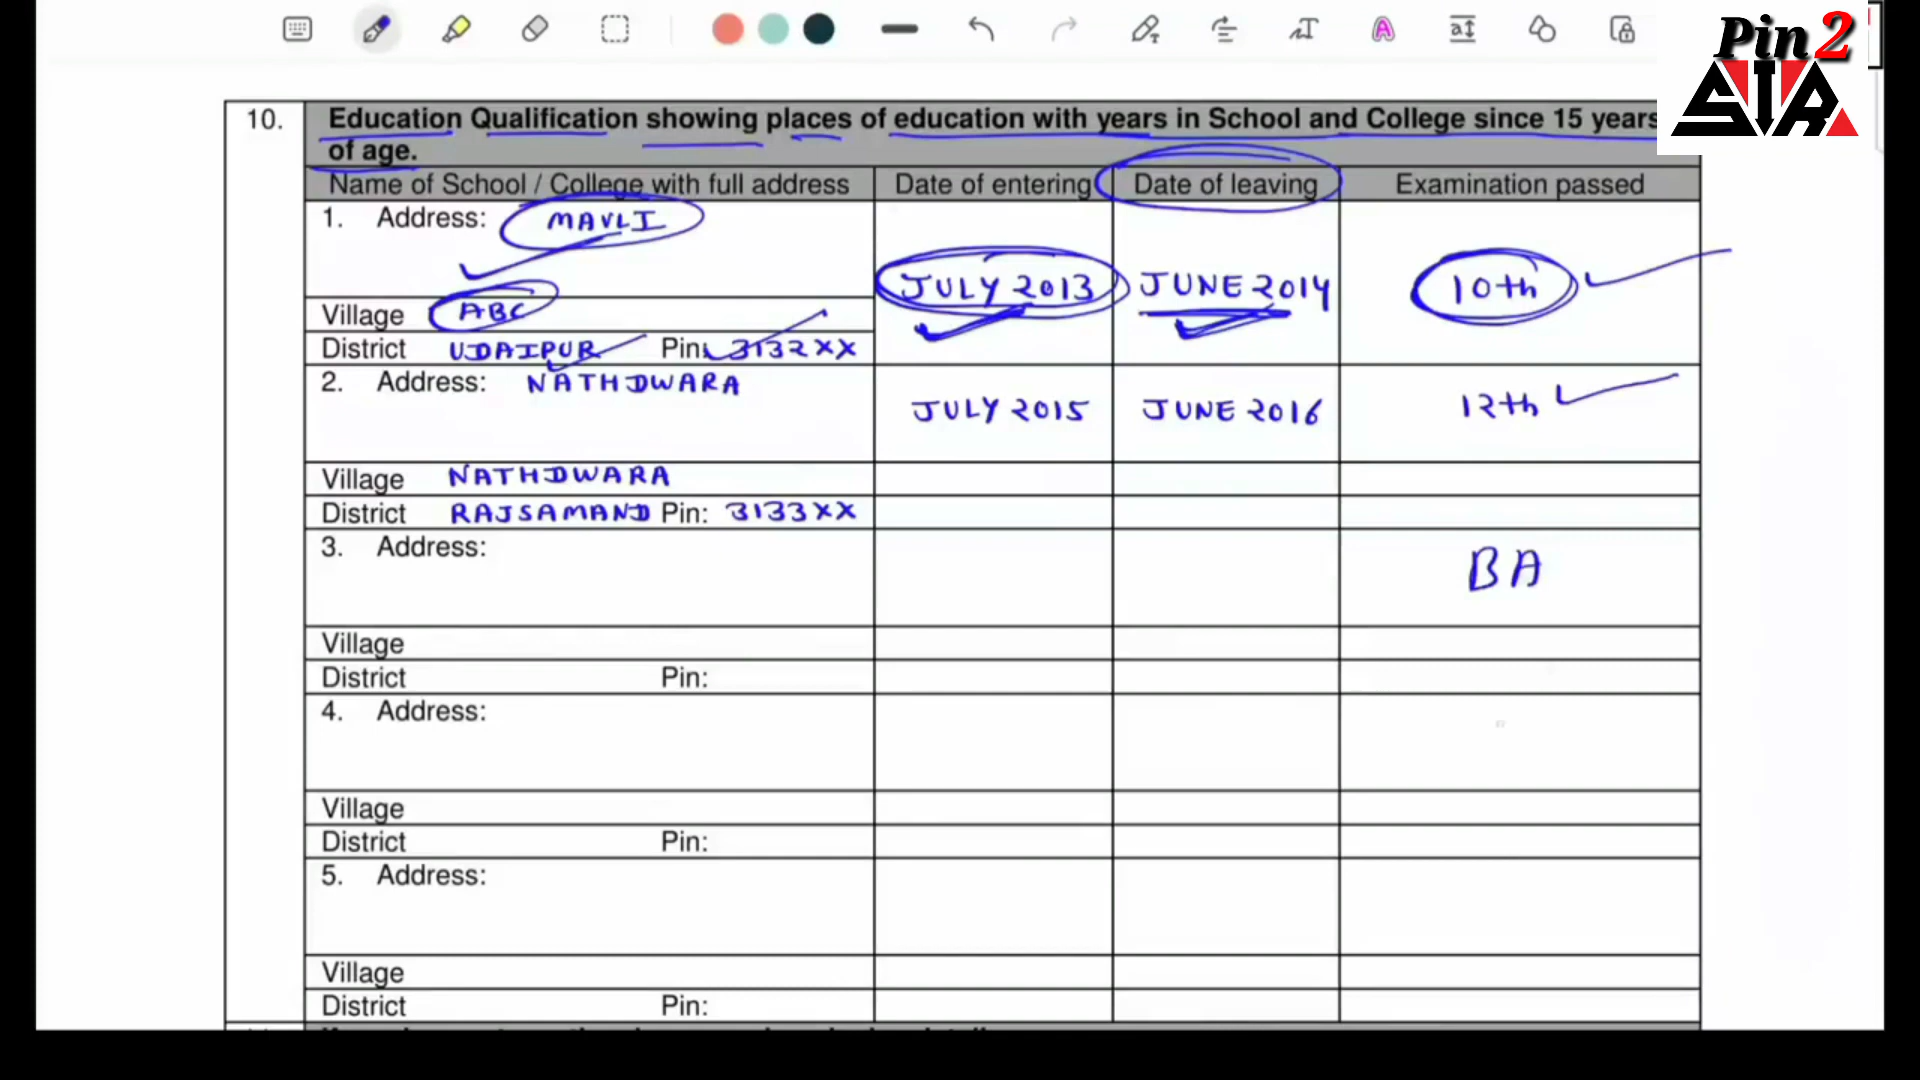 Pin2
SIR
10. Education Qualification showing places of education with years in School and College since 15 years
of age.
Name of School / College with full address Date of entering Date of leaving Examination passed
1. Address: MAVLI
JULY 2013 JUNE 2014 10th
Village ABC
District UDAIPUR Pin: 3132XX
2. Address: NATHDWARA
JULY 2015 JUNE 2016 12th
Village NATHDWARA
District RAJSAMAND Pin: 3133XX
3. Address:
BA
Village
District Pin:
4. Address:
Village
District Pin:
5. Address:
Village
District Pin: